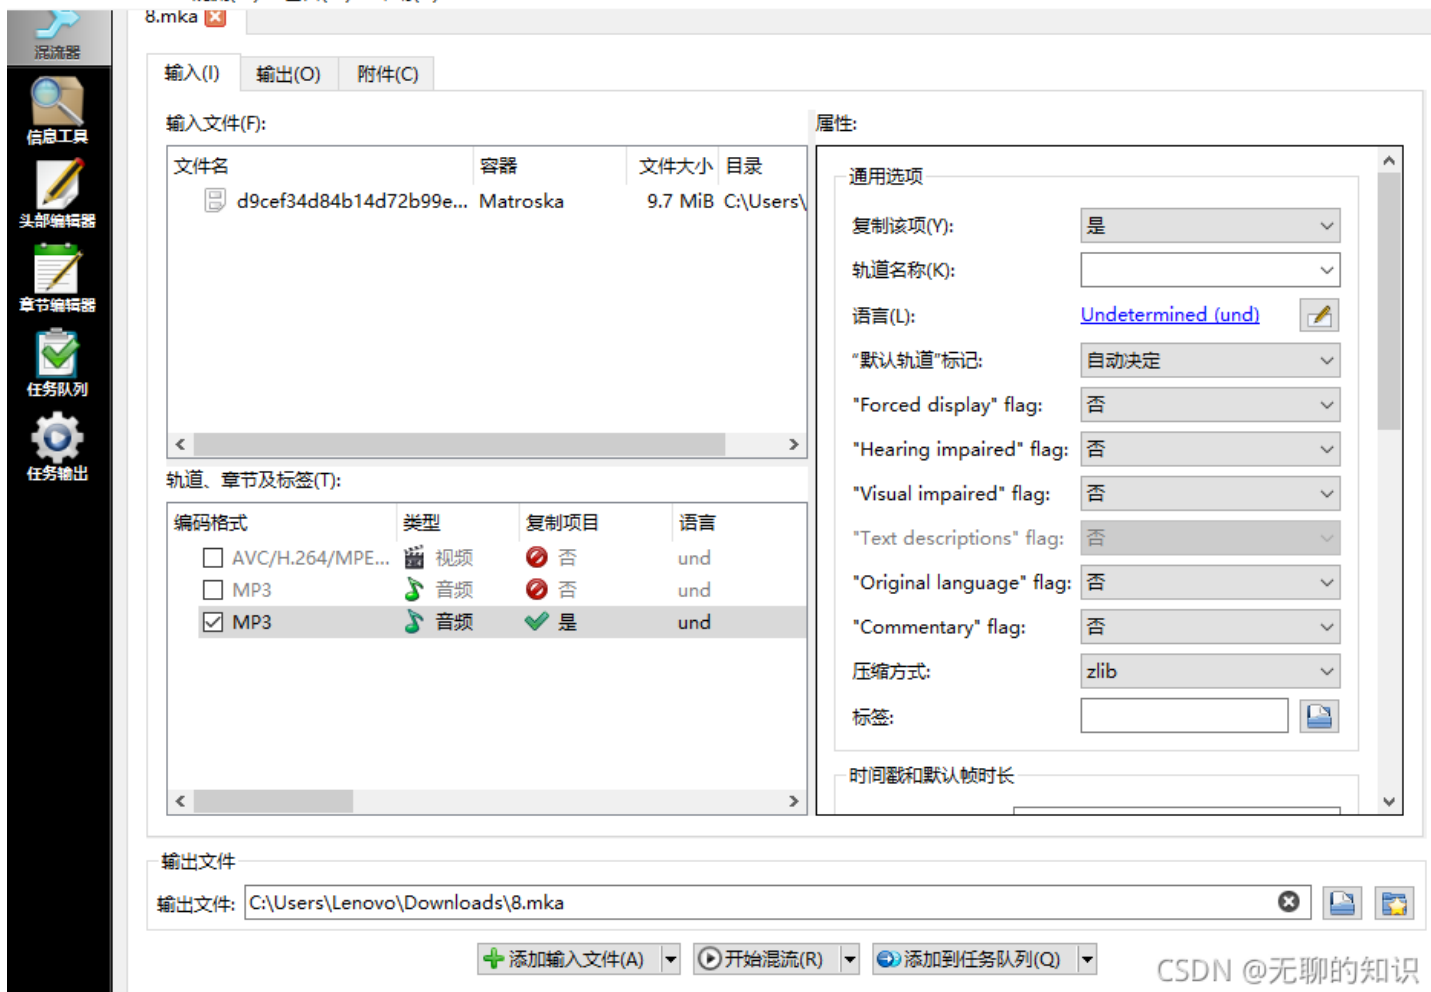 8.mka
混流器
信息工具
头部编辑器
章节编辑器
任务队列
任务输出
输入(I) 输出(O) 附件(C)
输入文件(F):
文件名 容器 文件大小 目录
d9cef34d84b14d72b99e... Matroska 9.7 MiB C:\Users\
轨道、章节及标签(T):
编码格式 类型 复制项目 语言
AVC/H.264/MPE... 视频 否 und
MP3 音频 否 und
MP3 音频 是 und
属性:
通用选项
复制该项(Y): 是
轨道名称(K):
语言(L): Undetermined (und)
“默认轨道”标记: 自动决定
"Forced display" flag: 否
"Hearing impaired" flag: 否
"Visual impaired" flag: 否
"Text descriptions" flag: 否
"Original language" flag: 否
"Commentary" flag: 否
压缩方式: zlib
标签:
时间戳和默认帧时长
输出文件
输出文件: C:\Users\Lenovo\Downloads\8.mka
添加输入文件(A) 开始混流(R) 添加到任务队列(Q)
CSDN @无聊的知识